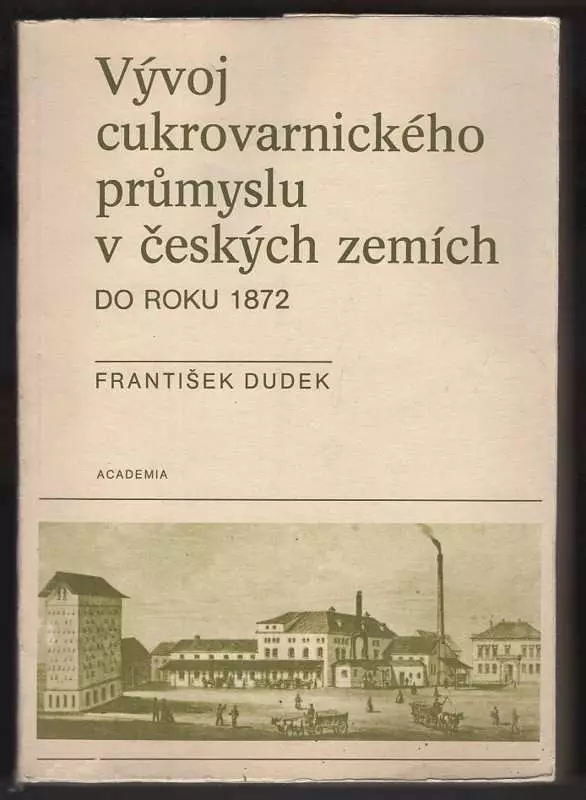 Vývoj
cukrovarnického
průmyslu
v českých zemích
DO ROKU 1872
FRANTIŠEK DUDEK
ACADEMIA